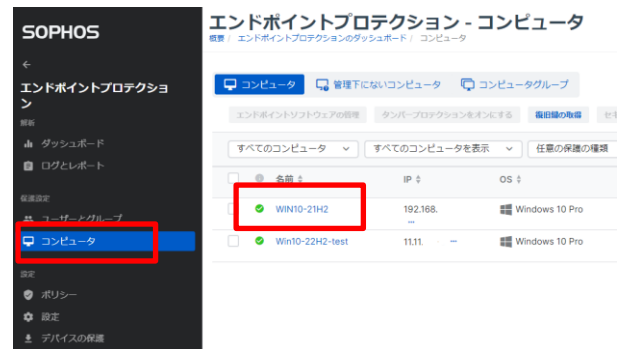 SOPHOS
エンドポイントプロテクション
解析
ダッシュボード
ログとレポート
保護設定
ユーザーとグループ
コンピュータ
設定
ポリシー
設定
デバイスの保護
エンドポイントプロテクション - コンピュータ
概要 / エンドポイントプロテクションのダッシュボード / コンピュータ
コンピュータ 管理下にないコンピュータ コンピュータグループ
エンドポイントソフトウェアの管理 タンパープロテクションをオンにする 復旧鍵の取得 セキ
すべてのコンピュータ すべてのコンピュータを表示 任意の保護の種類
名前 IP OS
WIN10-21H2 192.168. Windows 10 Pro
...
Win10-22H2-test 11.11. Windows 10 Pro